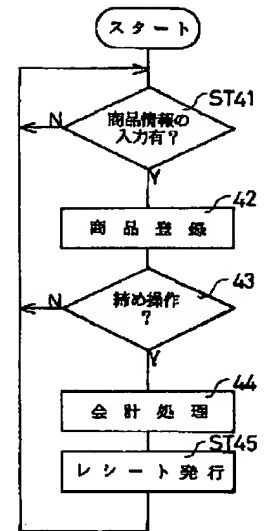 スタート
ST41
商品情報の
入力有?
N
Y
42
商品登録
43
締め操作
?
N
Y
44
会計処理
ST45
レシート発行